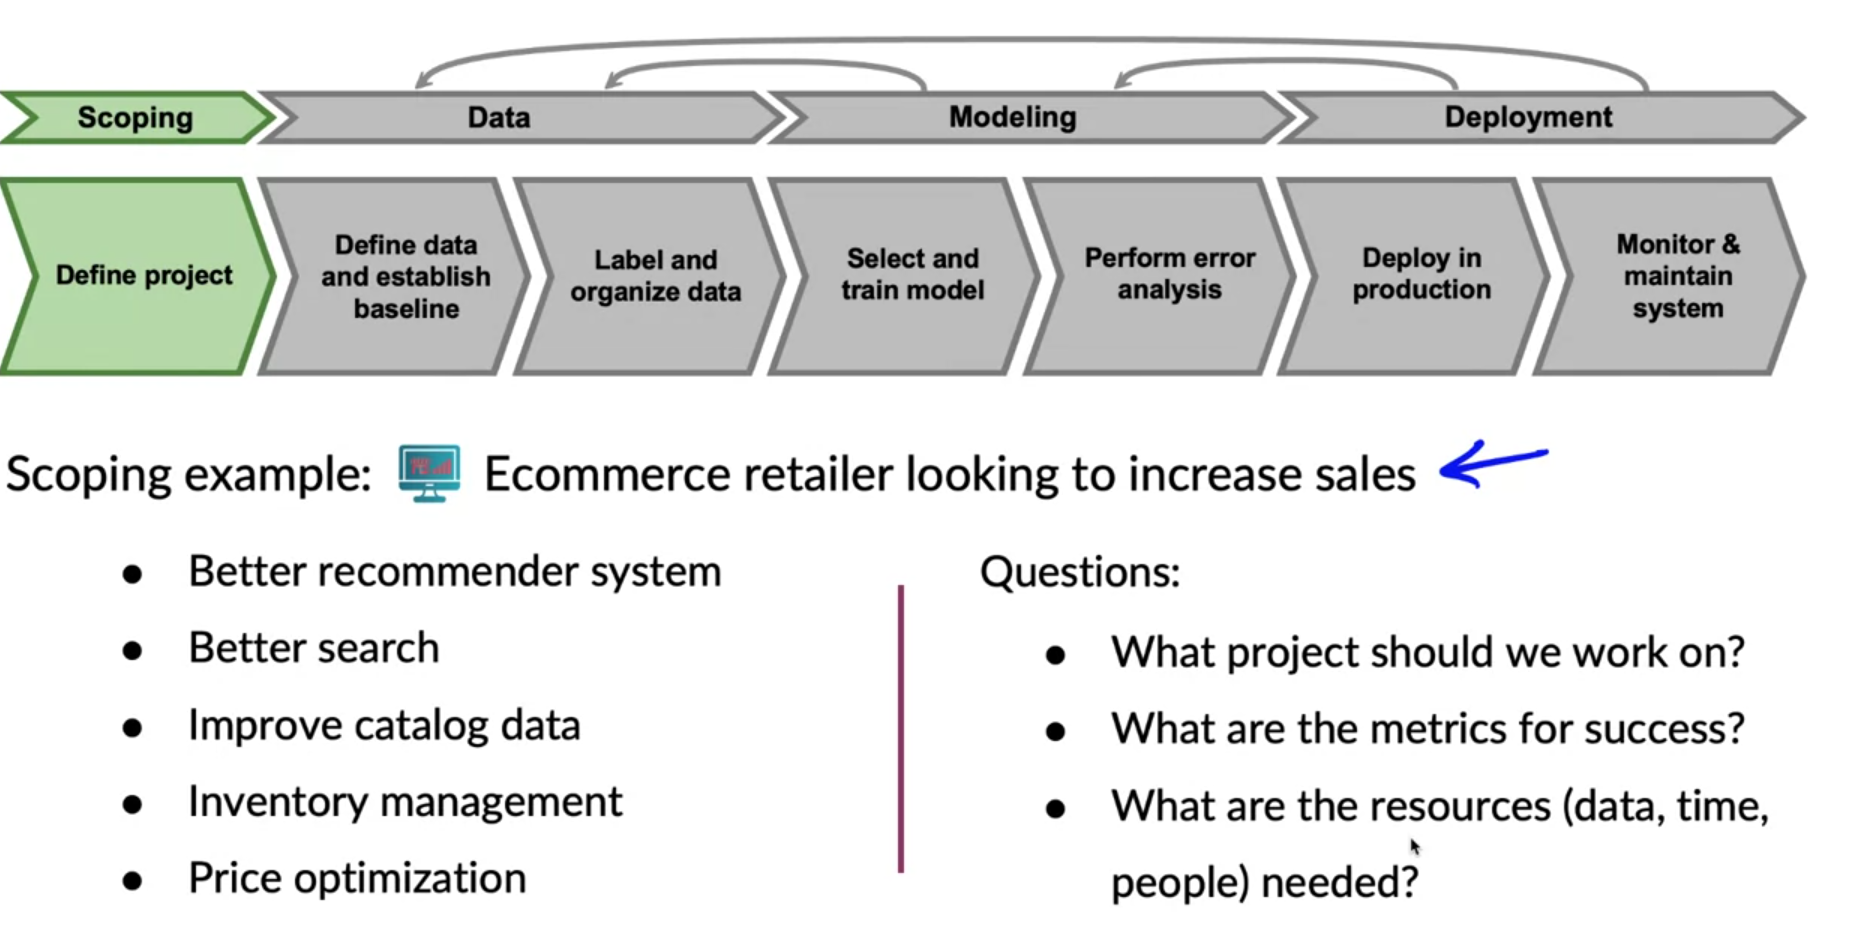 Scoping
Data
Modeling
Deployment
Define project
Define data
and establish
baseline
Label and
organize data
Select and
train model
Perform error
analysis
Deploy in
production
Monitor &
maintain
system
Scoping example: Ecommerce retailer looking to increase sales
● Better recommender system
● Better search
● Improve catalog data
● Inventory management
● Price optimization
Questions:
● What project should we work on?
● What are the metrics for success?
● What are the resources (data, time,
people) needed?